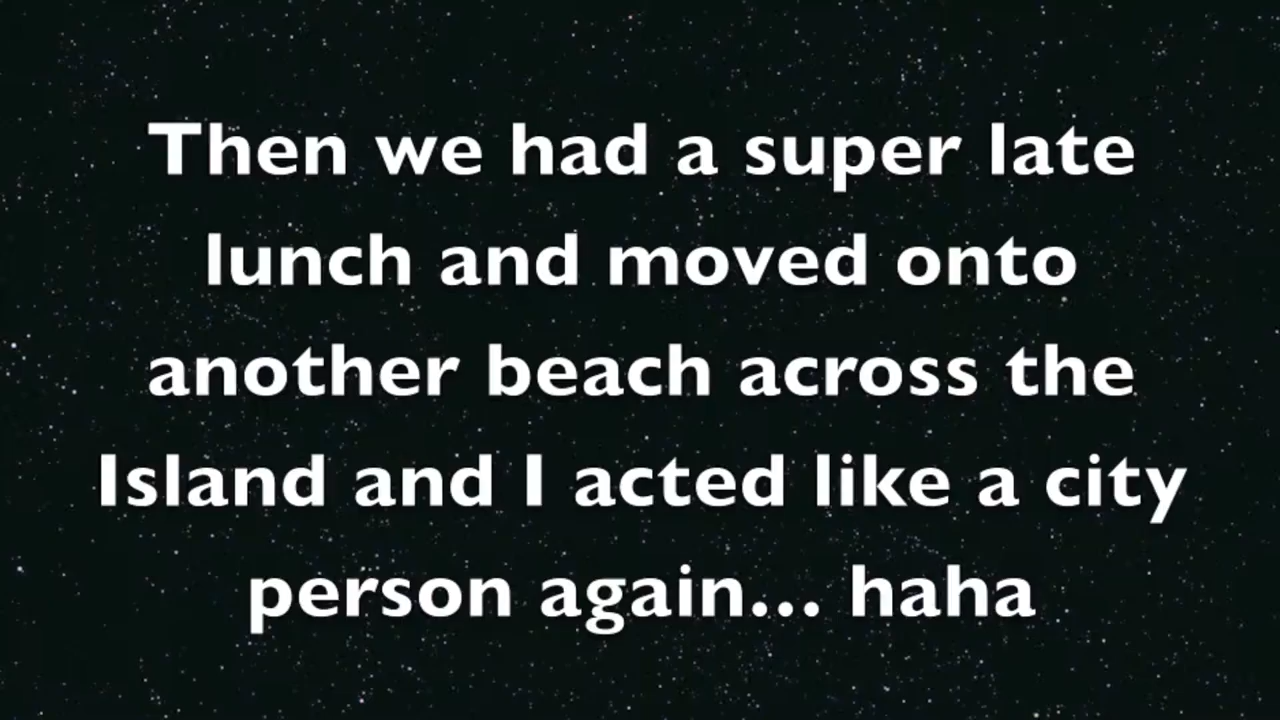 Then we had a super late
lunch and moved onto
another beach across the
Island and I acted like a city
person again... haha